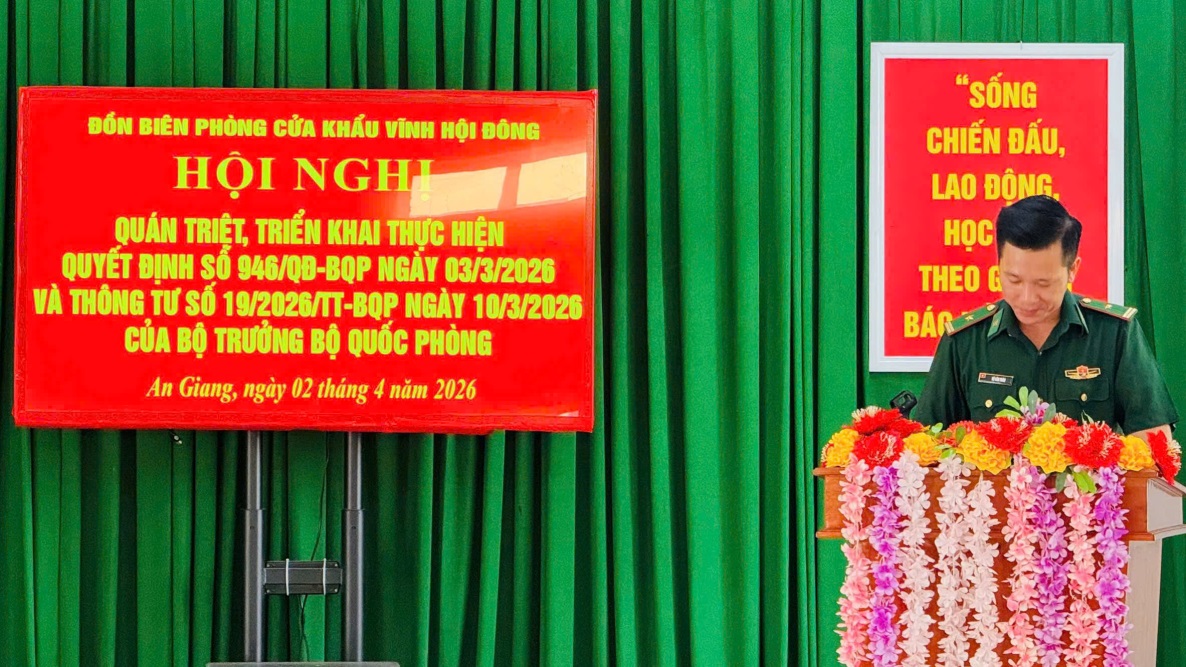 ĐỒN BIÊN PHÒNG CỬA KHẨU VĨNH HỘI ĐÔNG
HỘI NGHỊ
QUÁN TRIỆT, TRIỂN KHAI THỰC HIỆN
QUYẾT ĐỊNH SỐ 946/QĐ-BQP NGÀY 03/3/2026
VÀ THÔNG TƯ SỐ 19/2026/TT-BQP NGÀY 10/3/2026
CỦA BỘ TRƯỞNG BỘ QUỐC PHÒNG
An Giang, ngày 02 tháng 4 năm 2026
“SỐNG
CHIẾN ĐẤU,
LAO ĐỘNG,
HỌC
THEO
BÁC